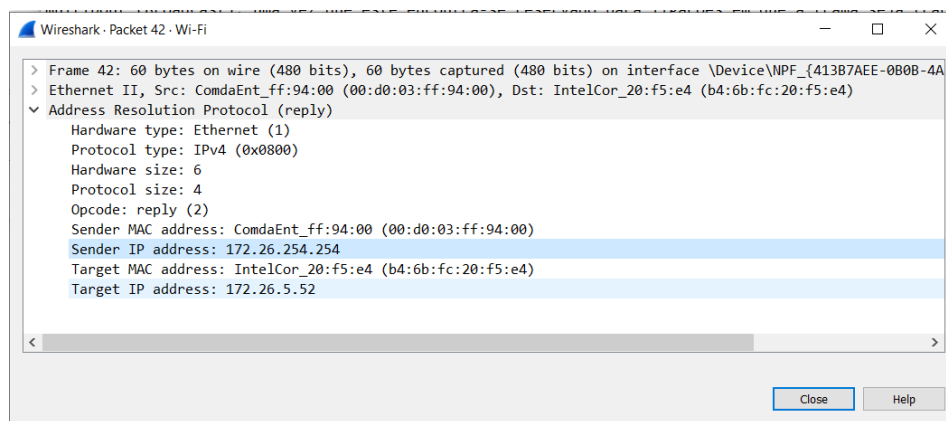 Wireshark · Packet 42 · Wi-Fi
Frame 42: 60 bytes on wire (480 bits), 60 bytes captured (480 bits) on interface \Device\NPF_{413B7AEE-0B0B-4A
Ethernet II, Src: ComdaEnt_ff:94:00 (00:d0:03:ff:94:00), Dst: IntelCor_20:f5:e4 (b4:6b:fc:20:f5:e4)
Address Resolution Protocol (reply)
Hardware type: Ethernet (1)
Protocol type: IPv4 (0x0800)
Hardware size: 6
Protocol size: 4
Opcode: reply (2)
Sender MAC address: ComdaEnt_ff:94:00 (00:d0:03:ff:94:00)
Sender IP address: 172.26.254.254
Target MAC address: IntelCor_20:f5:e4 (b4:6b:fc:20:f5:e4)
Target IP address: 172.26.5.52
Close
Help